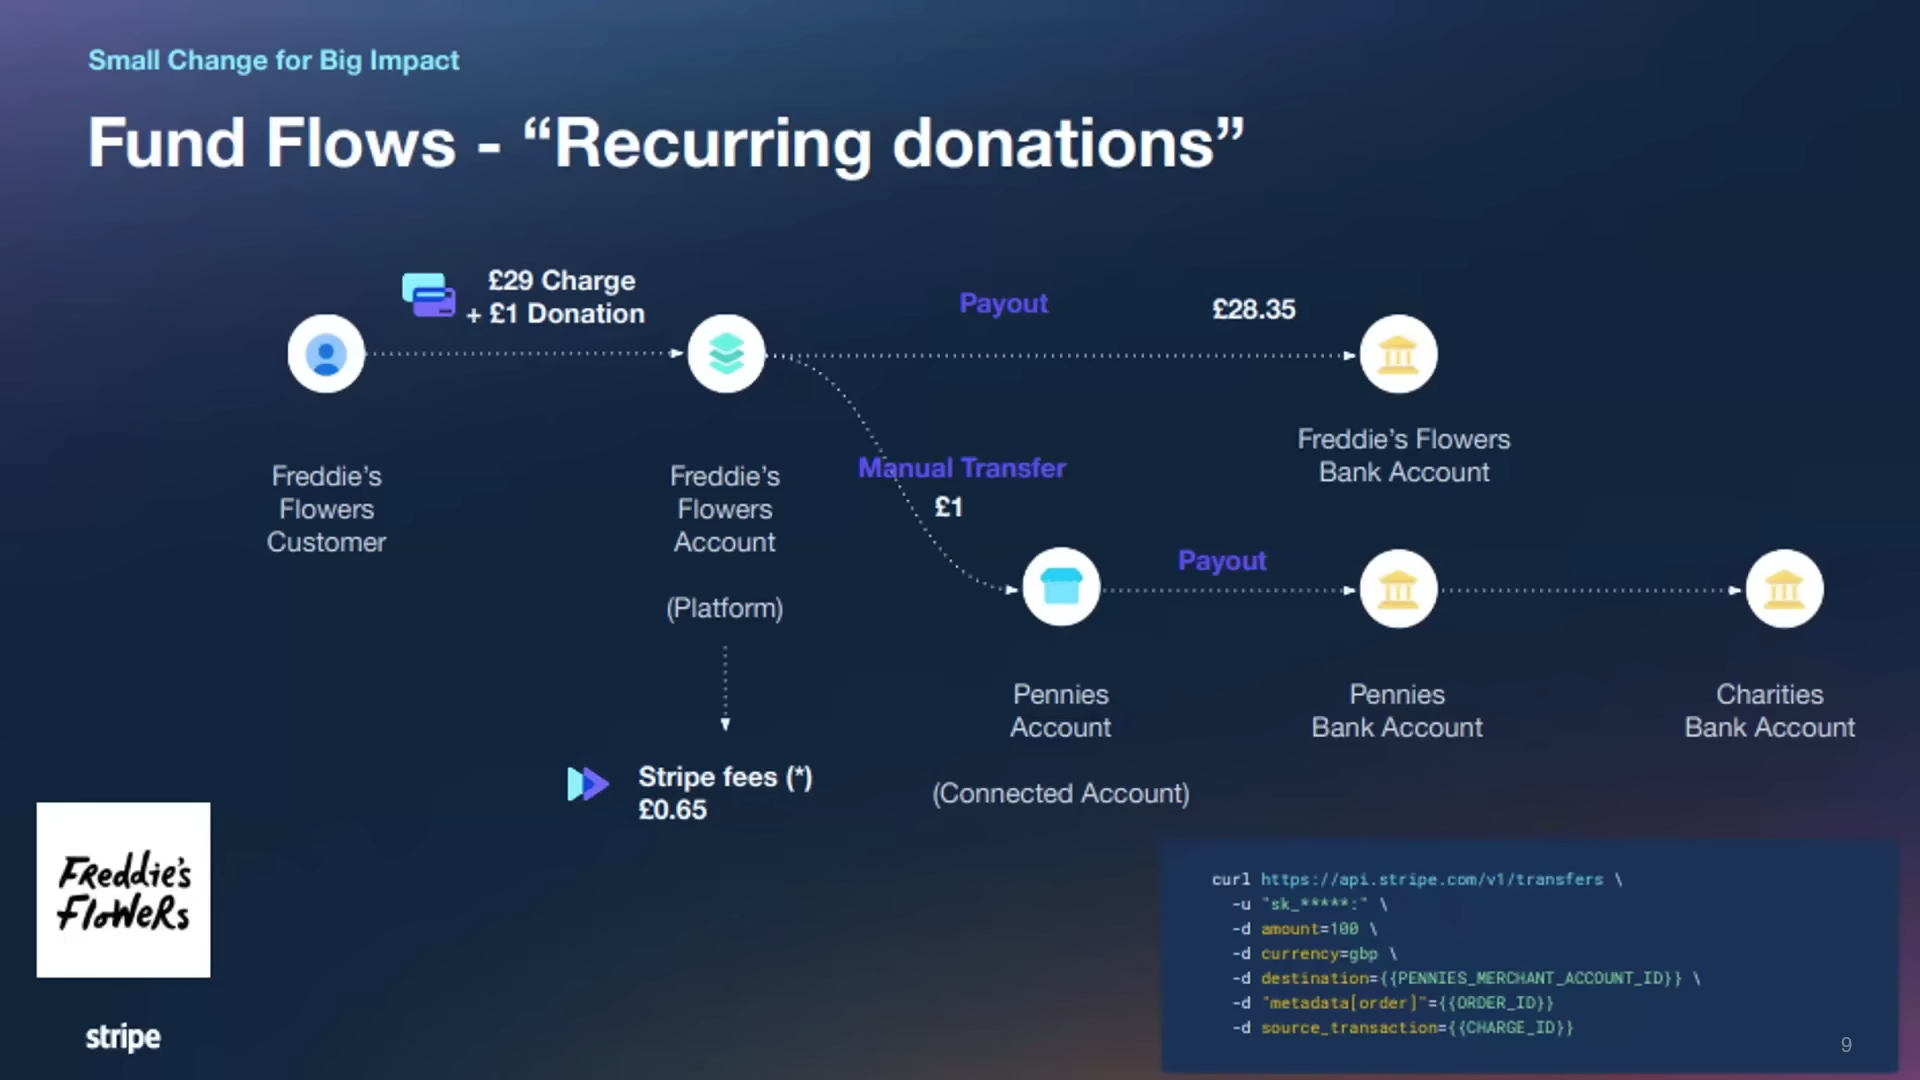 Small Change for Big Impact
Fund Flows - “Recurring donations”
£29 Charge
+ £1 Donation
Payout
£28.35
Freddie’s Flowers
Bank Account
Freddie’s
Flowers
Customer
Freddie’s
Flowers
Account
(Platform)
Manual Transfer
£1
Payout
Pennies
Account
(Connected Account)
Pennies
Bank Account
Charities
Bank Account
Stripe fees (*)
£0.65
Freddie's
Flowers
stripe
curl https://api.stripe.com/v1/transfers \
-u "sk_*****:" \
-d amount=100 \
-d currency=gbp \
-d destination={{PENNIES_MERCHANT_ACCOUNT_ID}} \
-d "metadata[order]"={{ORDER_ID}}
-d source_transaction={{CHARGE_ID}}
9